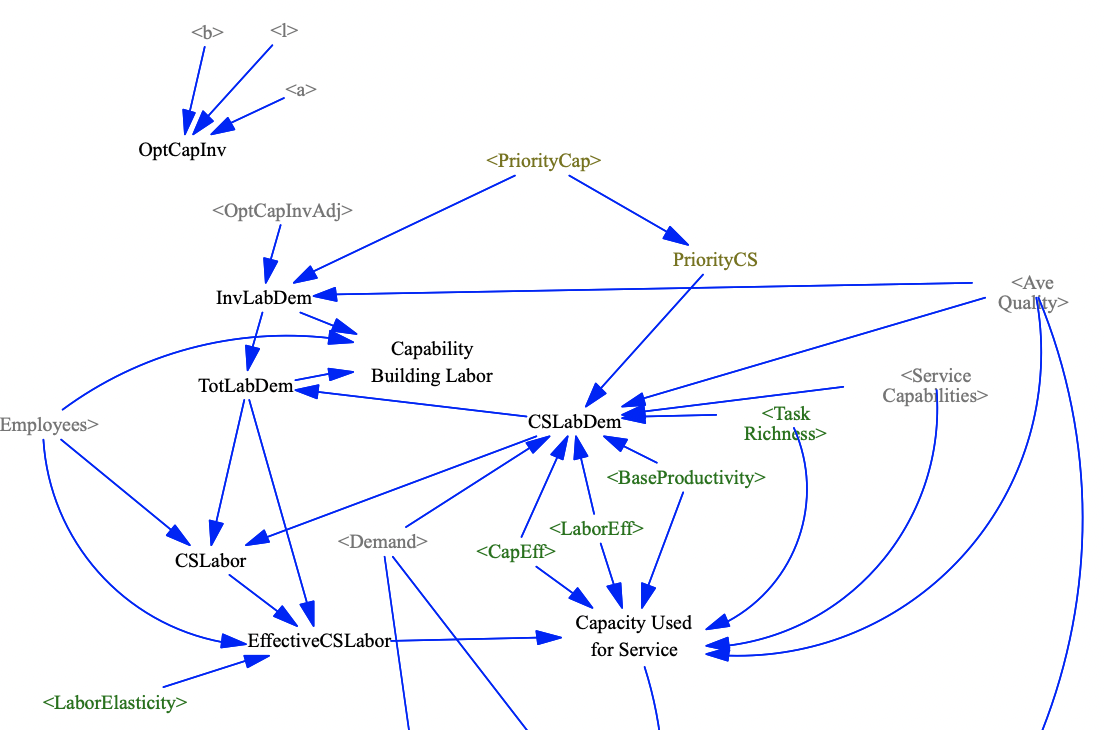 <b>
<l>
<a>
OptCapInv
<PriorityCap>
<OptCapInvAdj>
PriorityCS
InvLabDem
<Ave
Quality>
Capability
Building Labor
TotLabDem
<Service
Capabilities>
Employees>
CSLabDem
<Task
Richness>
<BaseProductivity>
<LaborEff>
<Demand>
<CapEff>
CSLabor
Capacity Used
for Service
EffectiveCSLabor
<LaborElasticity>